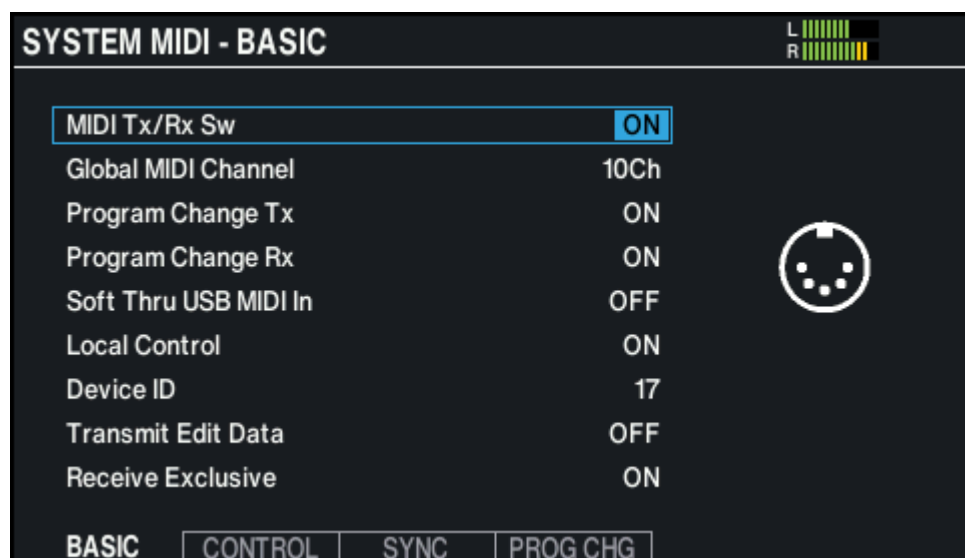 SYSTEM MIDI - BASIC
L
R
MIDI Tx/Rx Sw ON
Global MIDI Channel 10Ch
Program Change Tx ON
Program Change Rx ON
Soft Thru USB MIDI In OFF
Local Control ON
Device ID 17
Transmit Edit Data OFF
Receive Exclusive ON
BASIC CONTROL SYNC PROG CHG